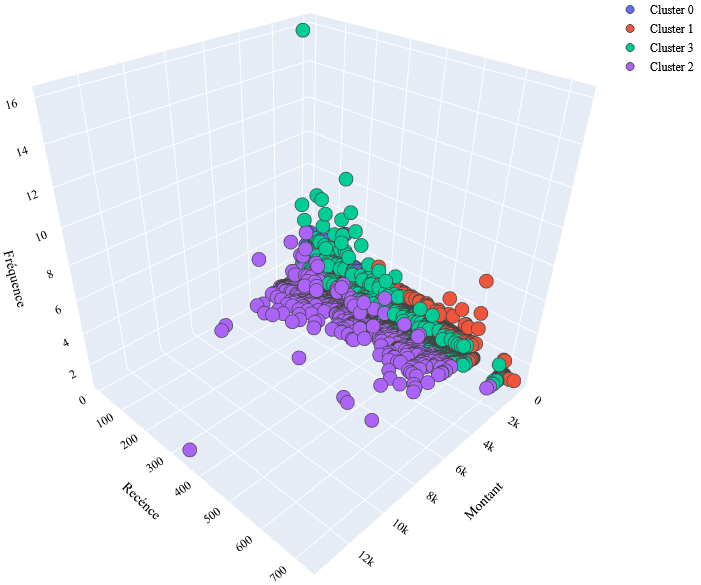 Cluster 0
Cluster 1
Cluster 3
Cluster 2
16
14
12
10
8
6
4
2
Fréquence
0
100
200
300
400
500
600
700
Recénce
0
2k
4k
6k
8k
10k
12k
Montant